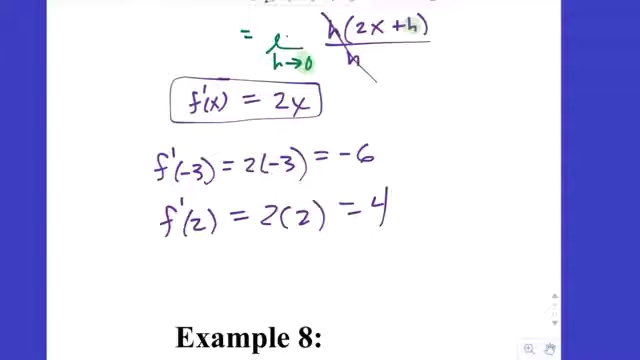 = lim h→0 h(2x + h) / h
f'(x) = 2x
f'(-3) = 2(-3) = -6
f'(2) = 2(2) = 4
Example 8: